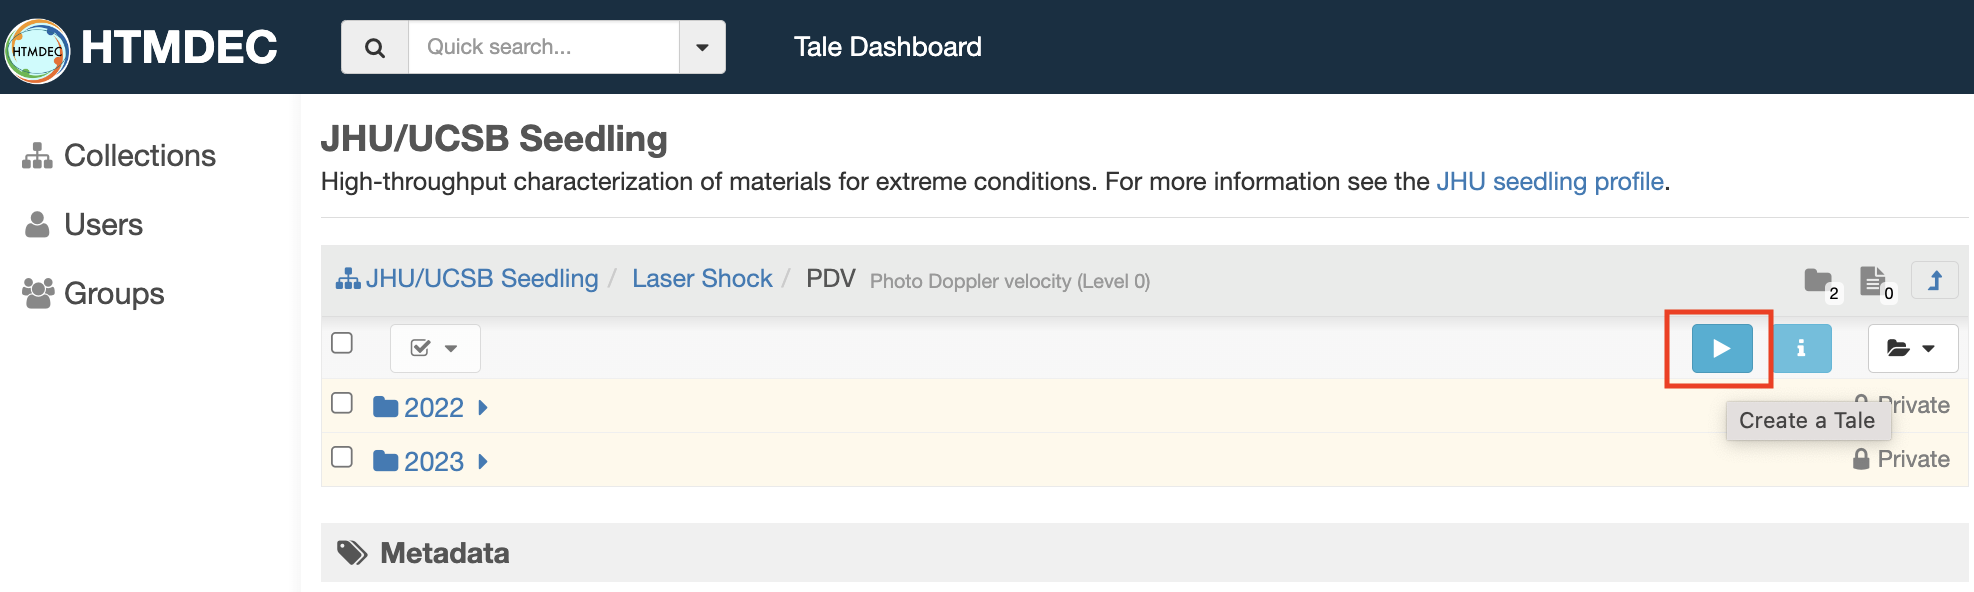 HTMDEC HTMDEC Quick search... Tale Dashboard
Collections
Users
Groups
JHU/UCSB Seedling
High-throughput characterization of materials for extreme conditions. For more information see the JHU seedling profile.
JHU/UCSB Seedling / Laser Shock / PDV Photo Doppler velocity (Level 0) 2 0
i
2022 Private
Create a Tale
2023 Private
Metadata